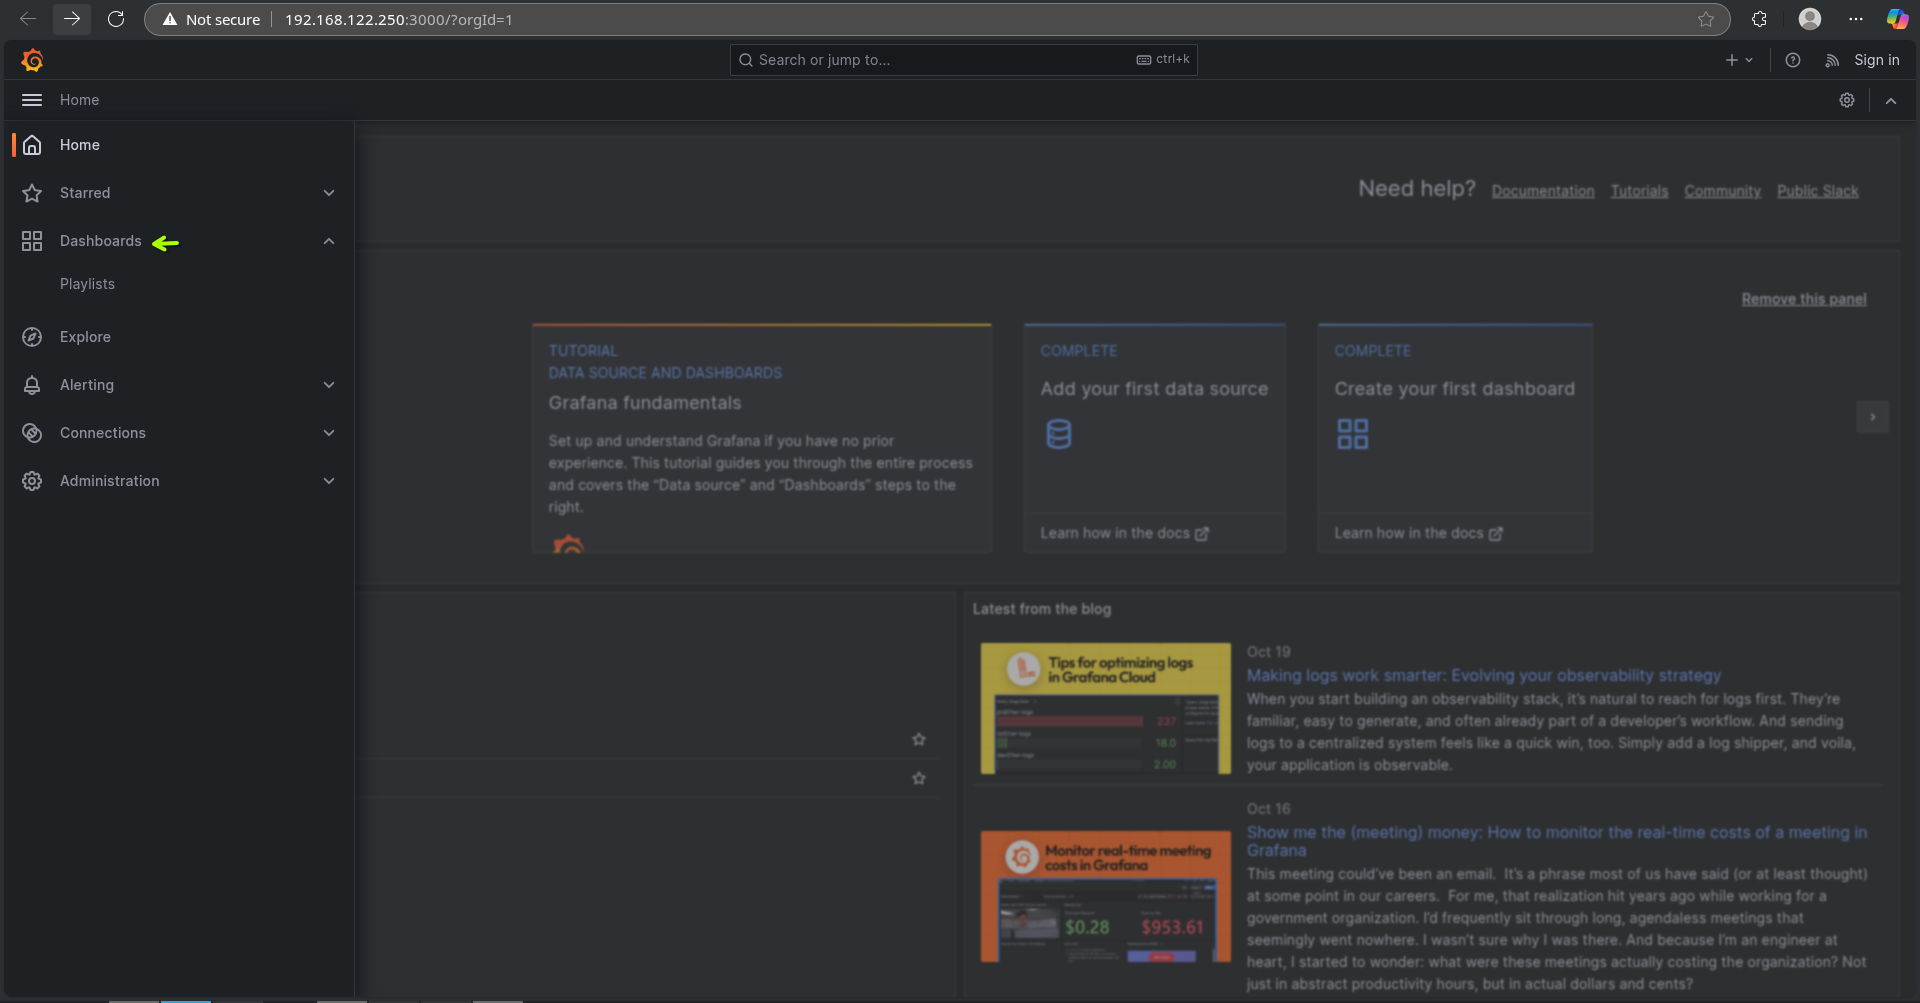 Not secure
192.168.122.250:3000/?orgId=1
Search or jump to...
ctrl+k
Sign in
Home
Home
Starred
Dashboards
Playlists
Explore
Alerting
Connections
Administration
Need help?
Documentation
Tutorials
Community
Public Slack
Remove this panel
TUTORIAL
DATA SOURCE AND DASHBOARDS
Grafana fundamentals
Set up and understand Grafana if you have no prior
experience. This tutorial guides you through the entire process
and covers the “Data source” and “Dashboards” steps to the
right.
COMPLETE
Add your first data source
Learn how in the docs
COMPLETE
Create your first dashboard
Learn how in the docs
Latest from the blog
Tips for optimizing logs
in Grafana Cloud
237
18.0
2.00
Oct 19
Making logs work smarter: Evolving your observability strategy
When you start building an observability stack, it’s natural to reach for logs first. They’re
familiar, easy to generate, and often already part of a developer’s workflow. And sending
logs to a centralized system feels like a quick win, too. Simply add a log shipper, and voila,
your application is observable.
Monitor real-time meeting
costs in Grafana
$0.28
$953.61
Oct 16
Show me the (meeting) money: How to monitor the real-time costs of a meeting in
Grafana
This meeting could’ve been an email. It’s a phrase most of us have said (or at least thought)
at some point in our careers. For me, that realization hit years ago while working for a
government organization. I’d frequently sit through long, agendaless meetings that
seemingly went nowhere. I wasn’t sure why I was there. And because I’m an engineer at
heart, I started to wonder: what were these meetings actually costing the organization? Not
just in abstract productivity hours, but in actual dollars and cents?